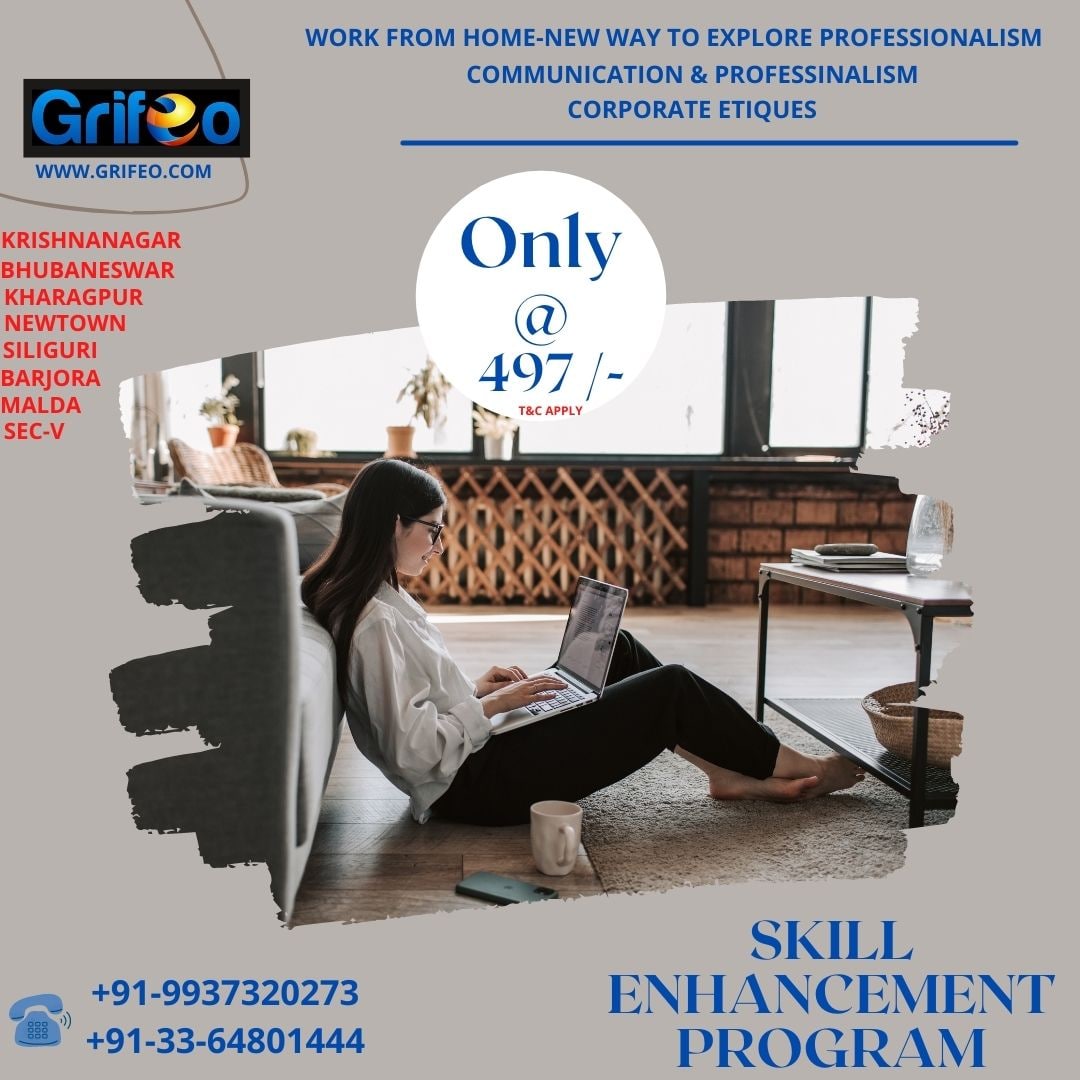 WORK FROM HOME-NEW WAY TO EXPLORE PROFESSIONALISM
COMMUNICATION & PROFESSINALISM
CORPORATE ETIQUES
Grifeo
WWW.GRIFEO.COM
KRISHNANAGAR
BHUBANESWAR
KHARAGPUR
NEWTOWN
SILIGURI
BARJORA
MALDA
SEC-V
Only
@
497 /-
T&C APPLY
+91-9937320273
+91-33-64801444
SKILL
ENHANCEMENT
PROGRAM